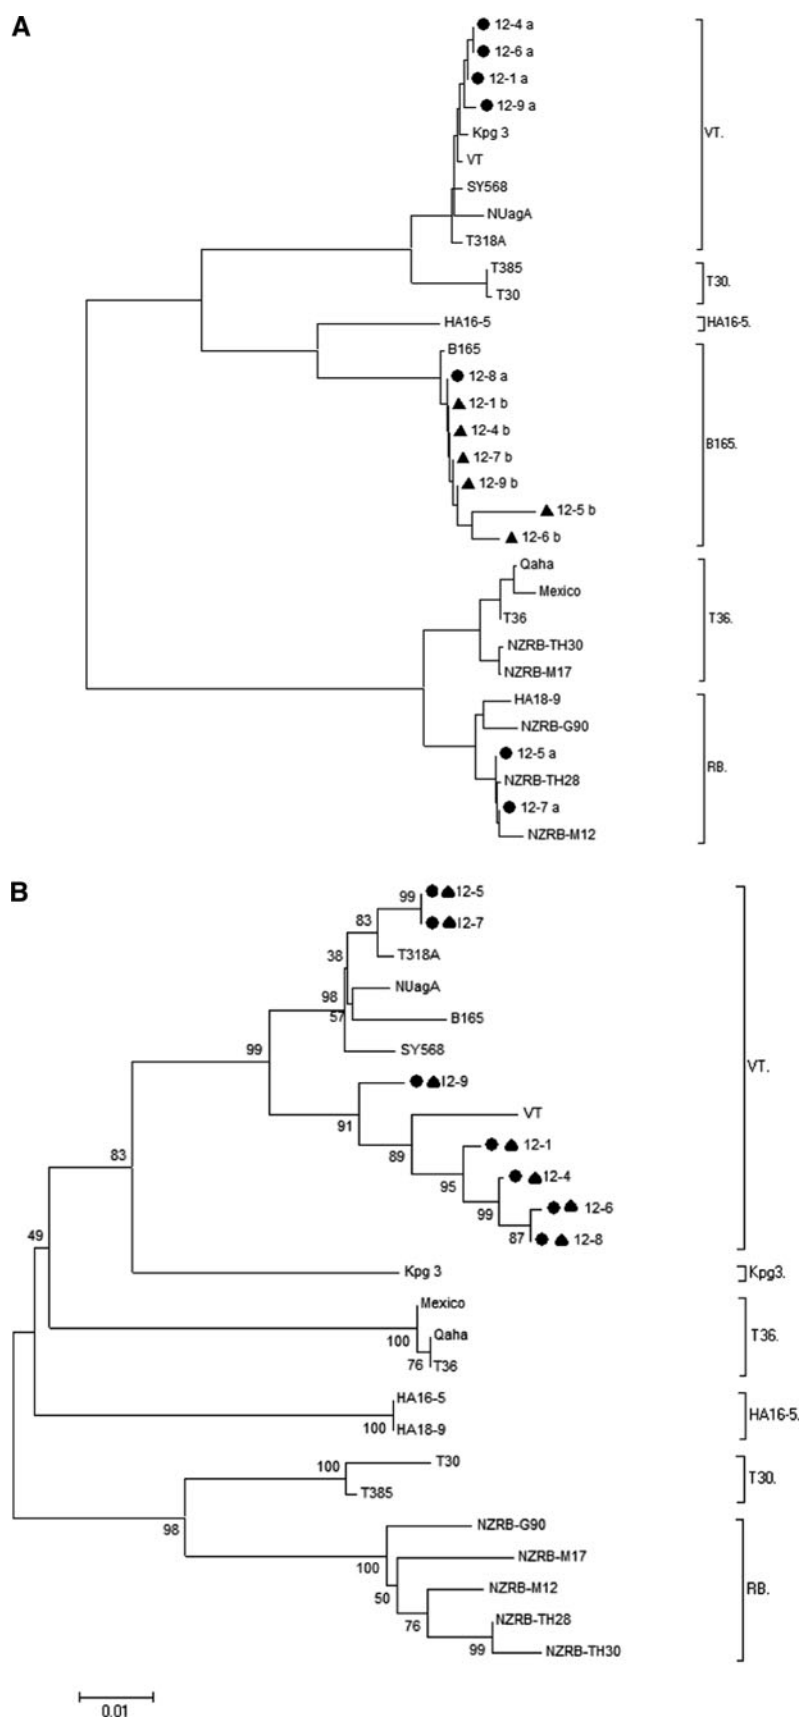 A
12-4 a
12-6 a
12-1 a
12-9 a
Kpg 3
VT
SY568
NUagA
T318A
VT.
T385
T30
T30.
HA16-5
HA16-5.
B165
12-8 a
12-1 b
12-4 b
12-7 b
12-9 b
12-5 b
12-6 b
B165.
Qaha
Mexico
T36
NZRB-TH30
NZRB-M17
T36.
HA18-9
NZRB-G90
12-5 a
NZRB-TH28
12-7 a
NZRB-M12
RB.
B
99
12-5
12-7
83
T318A
38
NUagA
98
57
B165
SY568
99
12-9
91
VT
89
12-1
95
12-4
99
12-6
87
12-8
VT.
83
49
Kpg 3
Kpg3.
Mexico
100
Qaha
76
T36
T36.
HA16-5
100
HA18-9
HA16-5.
100
T30
T385
T30.
98
NZRB-G90
100
NZRB-M17
50
NZRB-M12
76
NZRB-TH28
99
NZRB-TH30
RB.
0.01